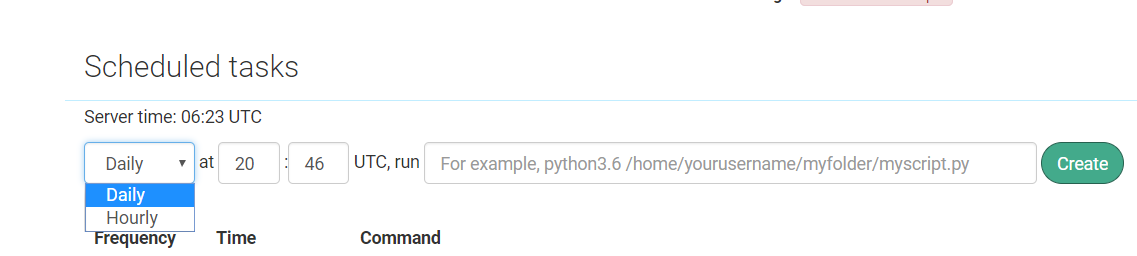 Scheduled tasks
Server time: 06:23 UTC
Daily at 20 : 46 UTC, run For example, python3.6 /home/yourusername/myfolder/myscript.py Create
Daily
Hourly
Frequency Time Command